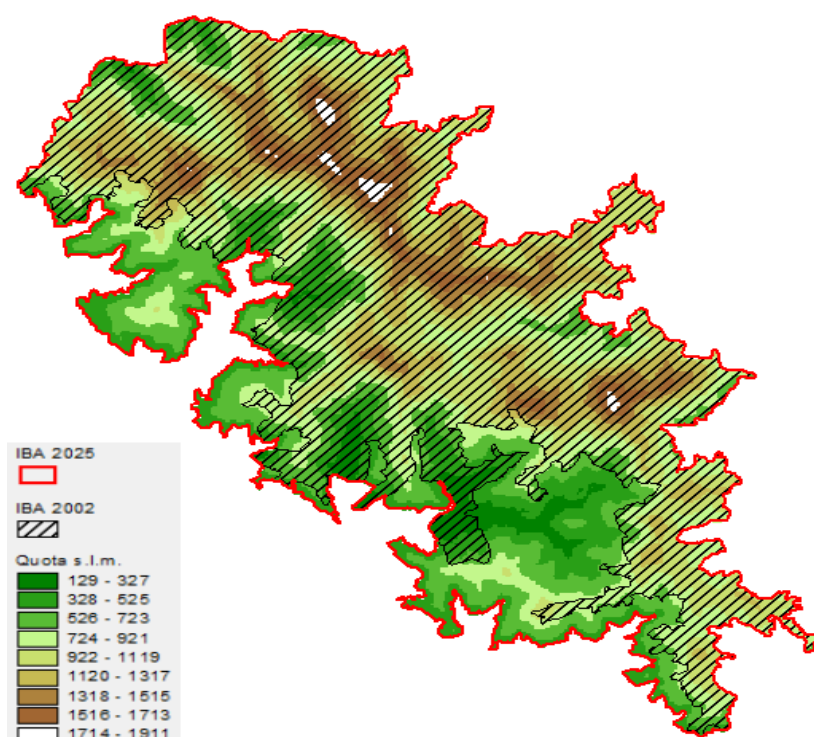 IBA 2025
IBA 2002
Quota s.l.m.
129 - 327
328 - 525
526 - 723
724 - 921
922 - 1119
1120 - 1317
1318 - 1515
1516 - 1713
1714 - 1911